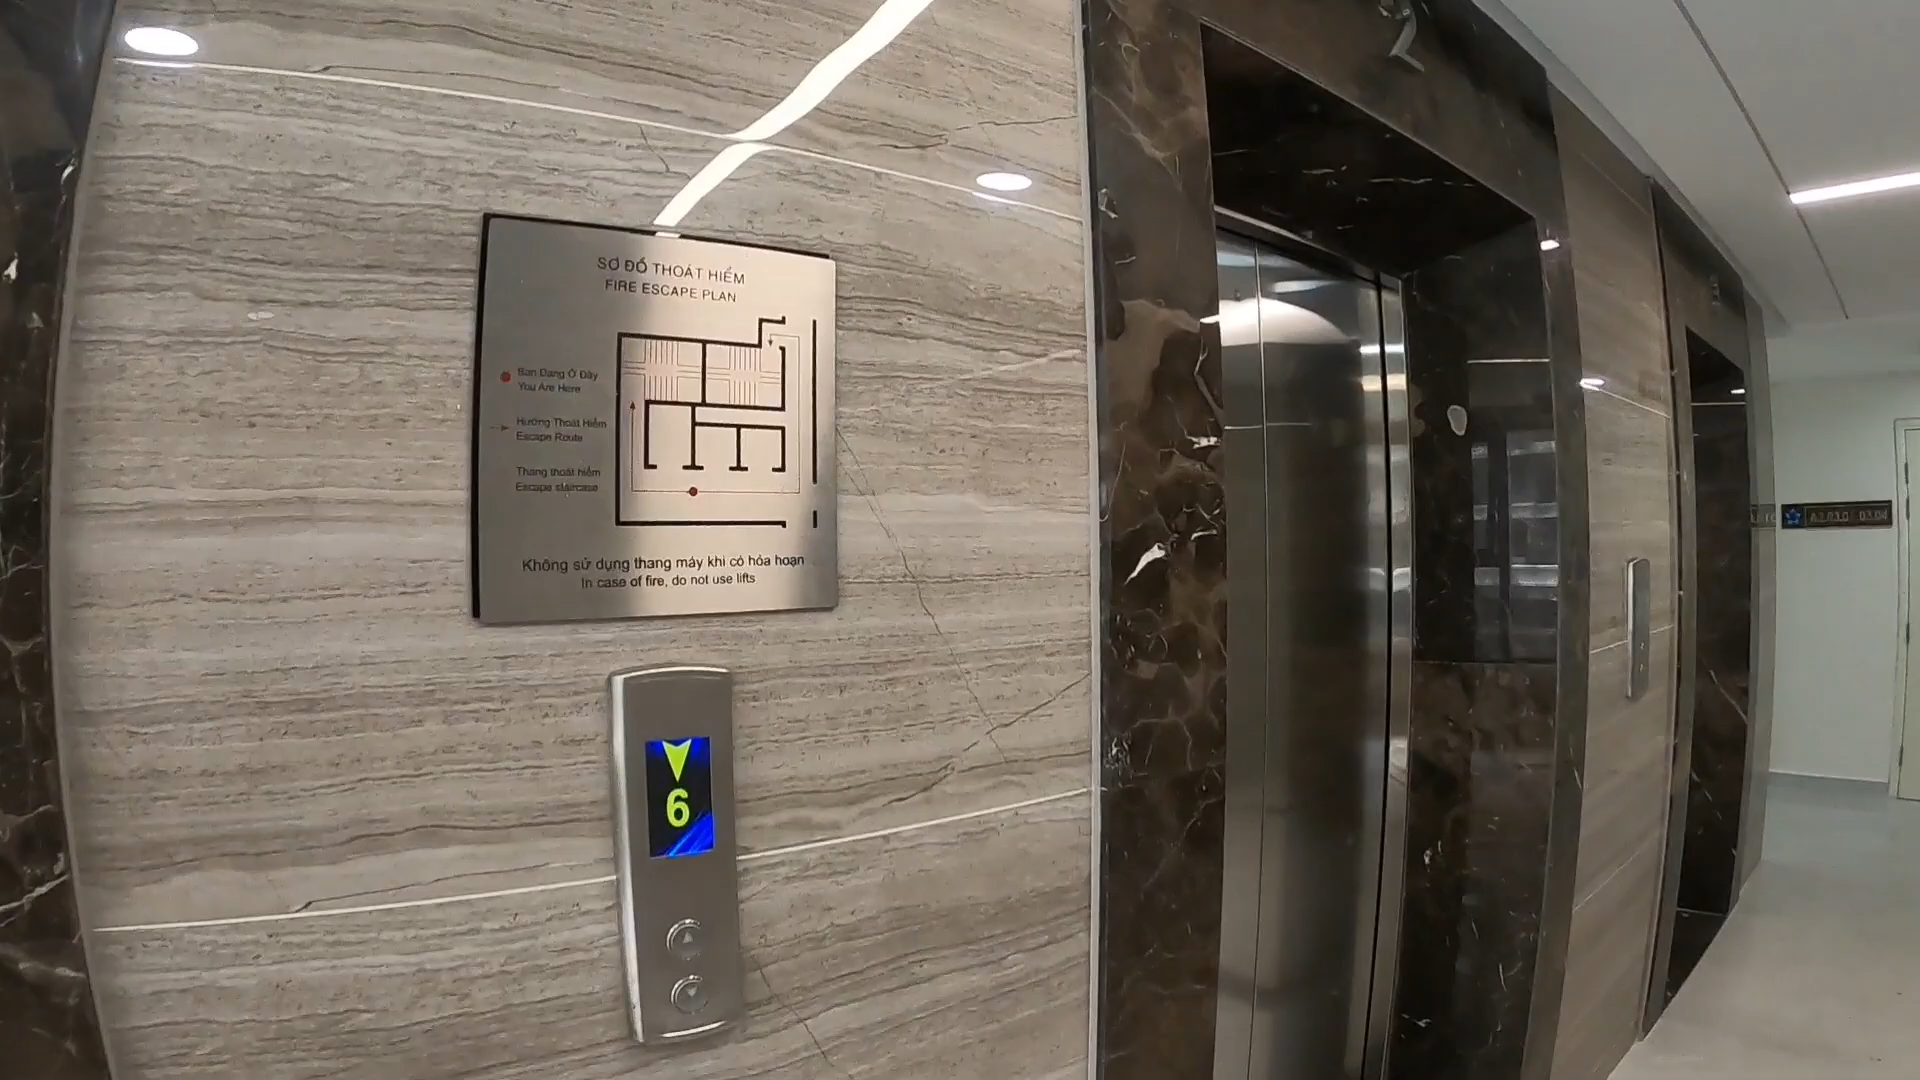 SƠ ĐỒ THOÁT HIỂM
FIRE ESCAPE PLAN
Bạn Đang Ở Đây
You Are Here
Hướng Thoát Hiểm
Escape Route
Thang thoát hiểm
Escape staircase
Không sử dụng thang máy khi có hỏa hoạn
In case of fire, do not use lifts
6